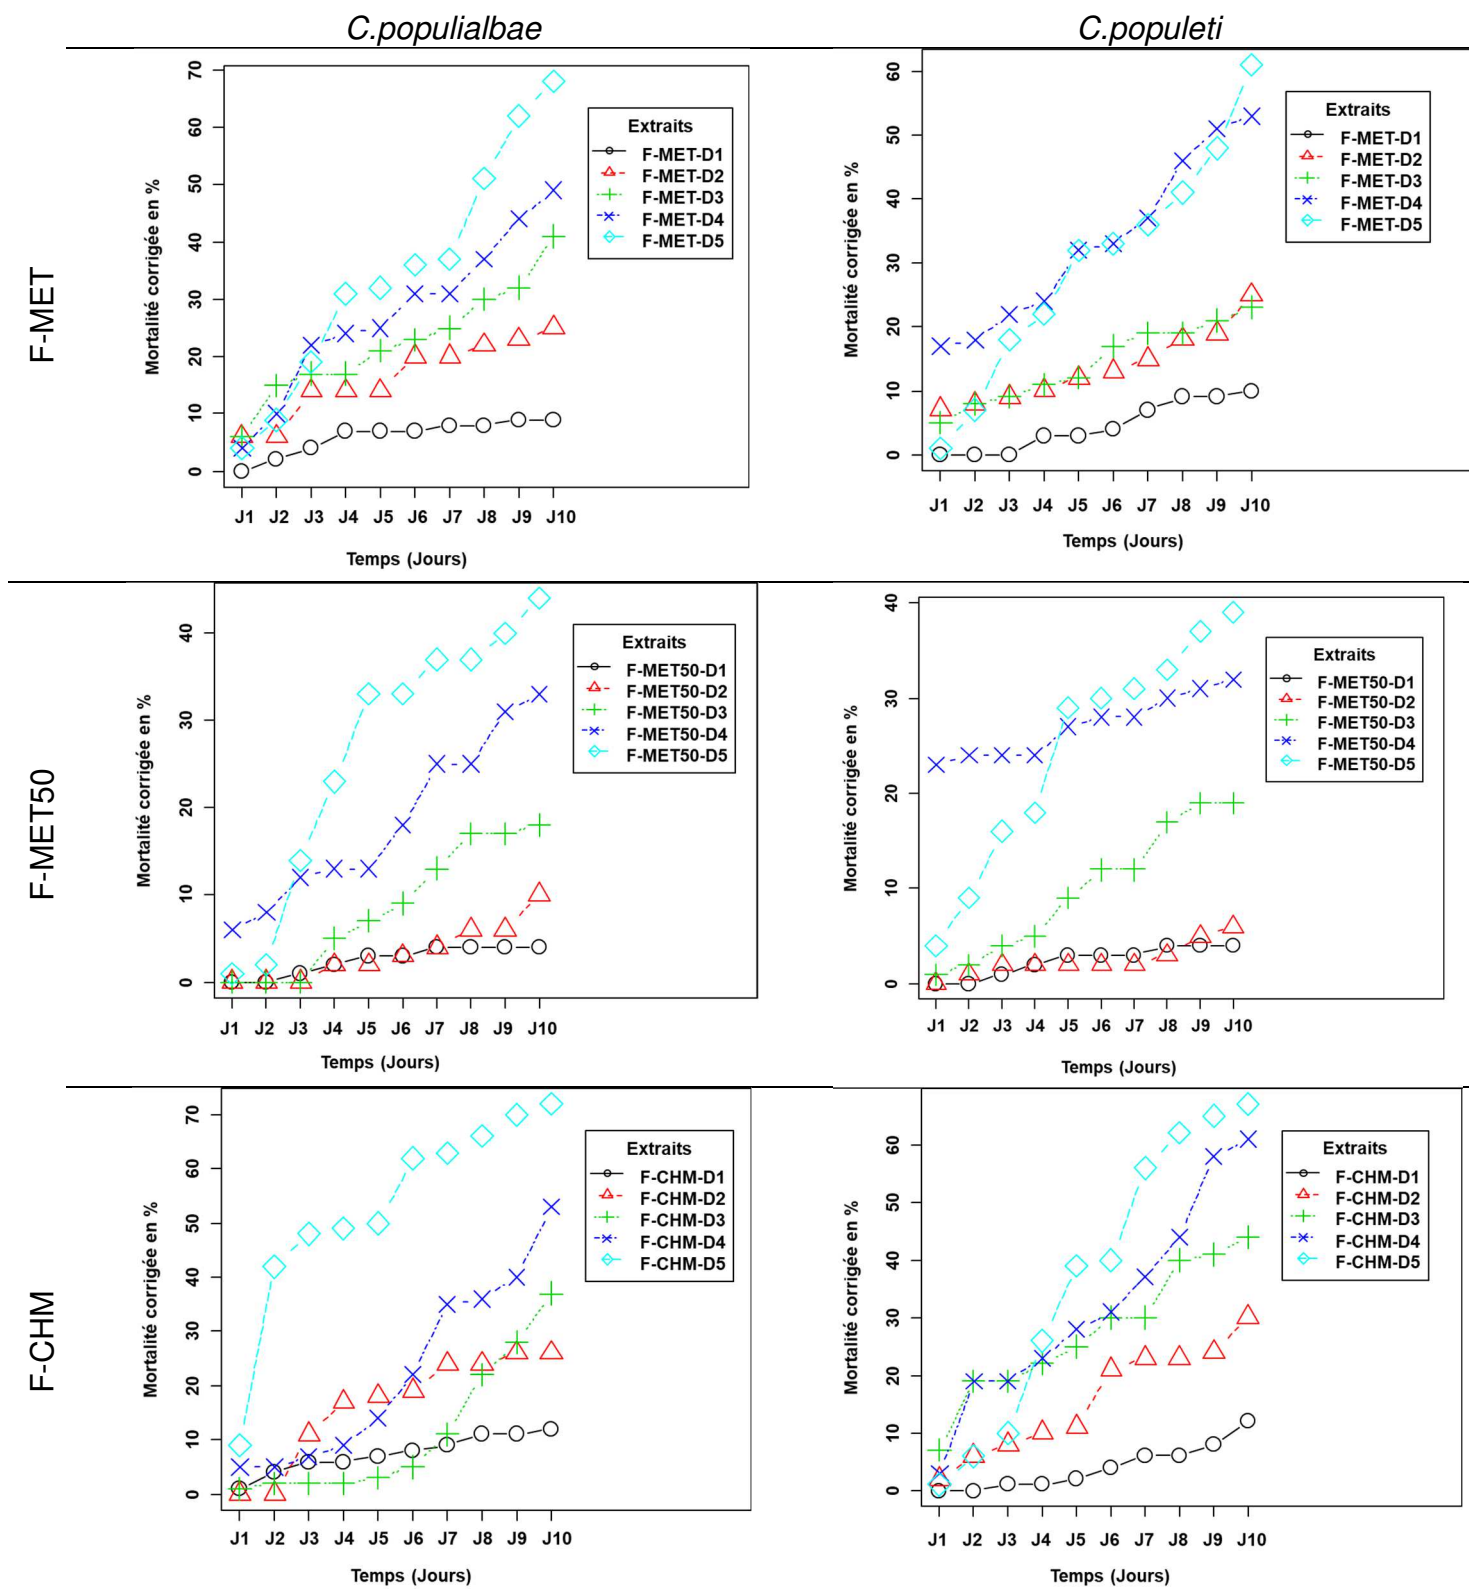 C.populialbae
C.populeti
F-MET
Mortalité corrigée en %
70
60
50
40
30
20
10
0
J1 J2 J3 J4 J5 J6 J7 J8 J9 J10
Temps (Jours)
Extraits
F-MET-D1
F-MET-D2
F-MET-D3
F-MET-D4
F-MET-D5
Mortalité corrigée en %
60
50
40
30
20
10
0
J1 J2 J3 J4 J5 J6 J7 J8 J9 J10
Temps (Jours)
Extraits
F-MET-D1
F-MET-D2
F-MET-D3
F-MET-D4
F-MET-D5
F-MET50
Mortalité corrigée en %
40
30
20
10
0
J1 J2 J3 J4 J5 J6 J7 J8 J9 J10
Temps (Jours)
Extraits
F-MET50-D1
F-MET50-D2
F-MET50-D3
F-MET50-D4
F-MET50-D5
Mortalité corrigée en %
40
30
20
10
0
J1 J2 J3 J4 J5 J6 J7 J8 J9 J10
Temps (Jours)
Extraits
F-MET50-D1
F-MET50-D2
F-MET50-D3
F-MET50-D4
F-MET50-D5
F-CHM
Mortalité corrigée en %
70
60
50
40
30
20
10
0
J1 J2 J3 J4 J5 J6 J7 J8 J9 J10
Temps (Jours)
Extraits
F-CHM-D1
F-CHM-D2
F-CHM-D3
F-CHM-D4
F-CHM-D5
Mortalité corrigée en %
60
50
40
30
20
10
0
J1 J2 J3 J4 J5 J6 J7 J8 J9 J10
Temps (Jours)
Extraits
F-CHM-D1
F-CHM-D2
F-CHM-D3
F-CHM-D4
F-CHM-D5